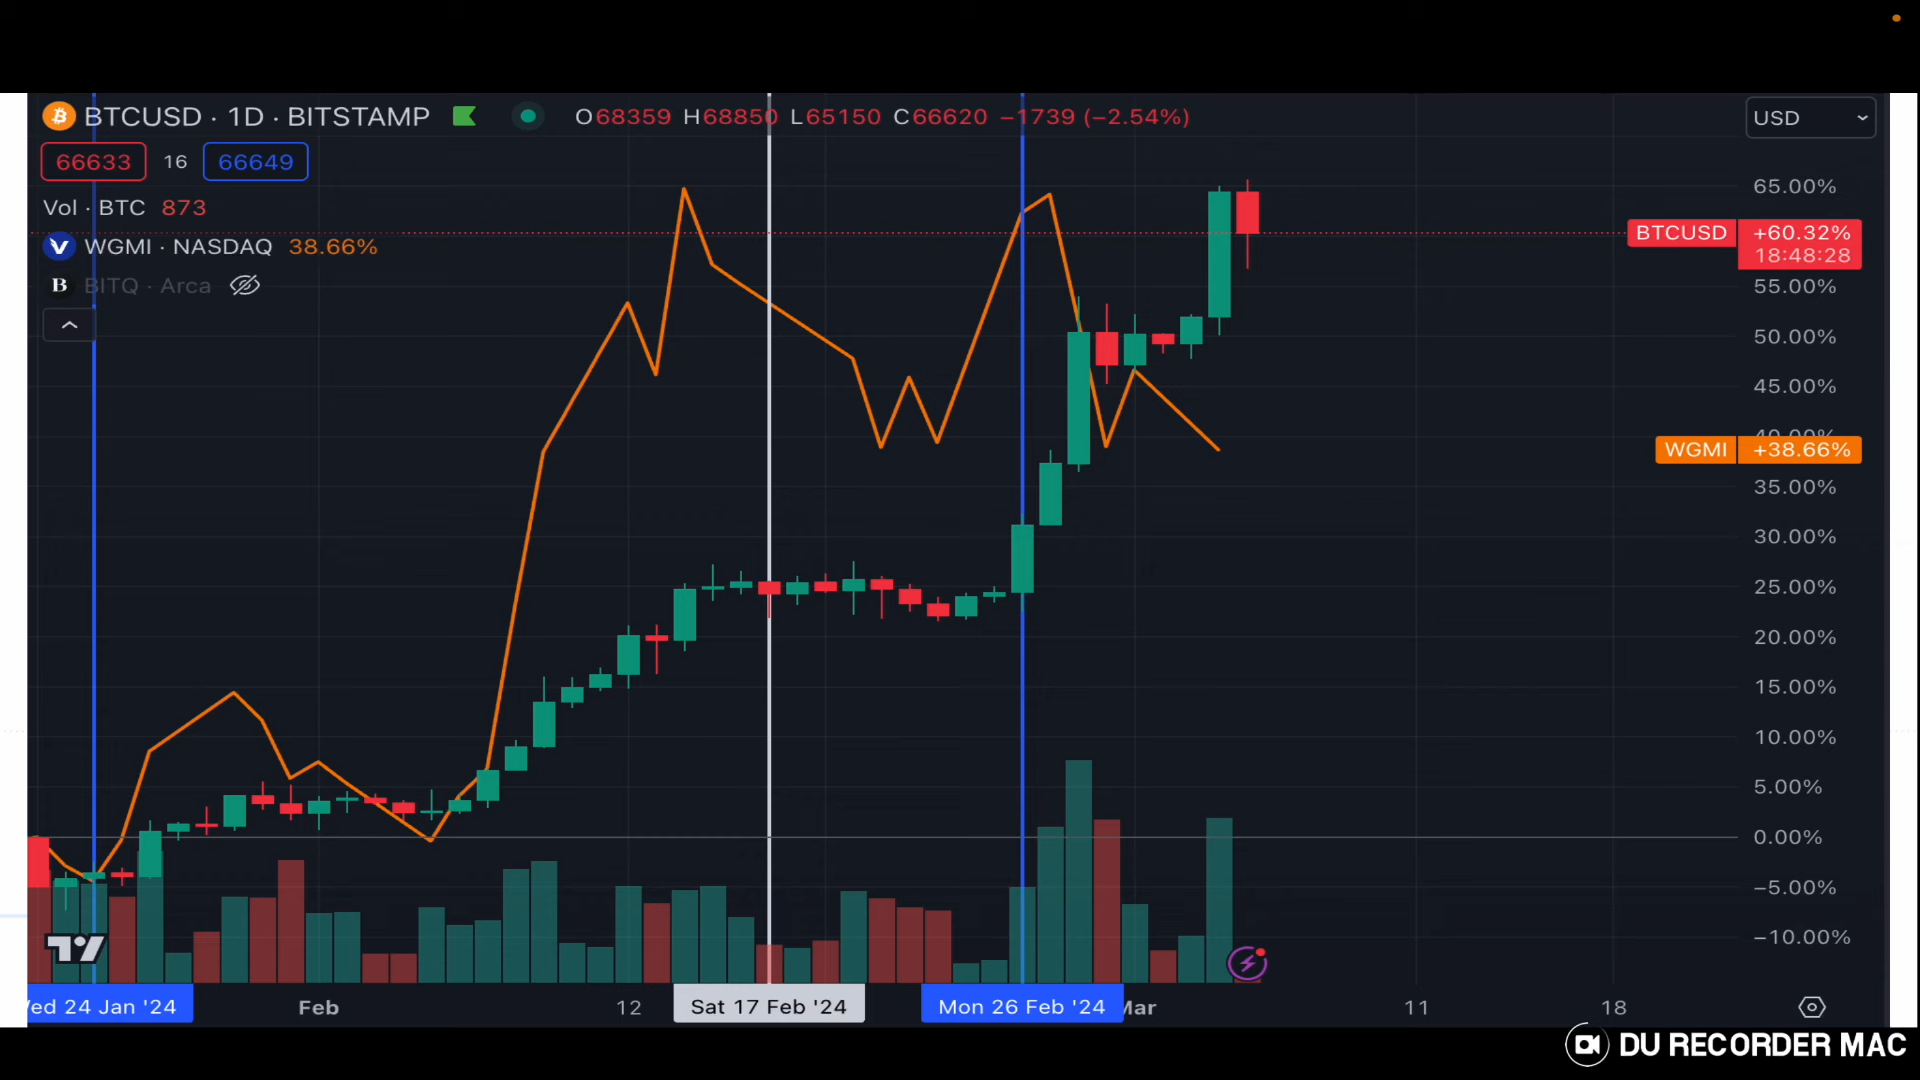 BTCUSD · 1D · BITSTAMP O68359 H68850 L65150 C66620 −1739 (−2.54%)
USD
66633 16 66649
Vol · BTC 873
WGMI · NASDAQ 38.66%
B BITQ · Arca
65.00%
BTCUSD +60.32%
18:48:28
55.00%
50.00%
45.00%
40.00%
WGMI +38.66%
35.00%
30.00%
25.00%
20.00%
15.00%
10.00%
5.00%
0.00%
−5.00%
−10.00%
ed 24 Jan '24 Feb 12 Sat 17 Feb '24 Mon 26 Feb '24 Mar 11 18
DU RECORDER MAC